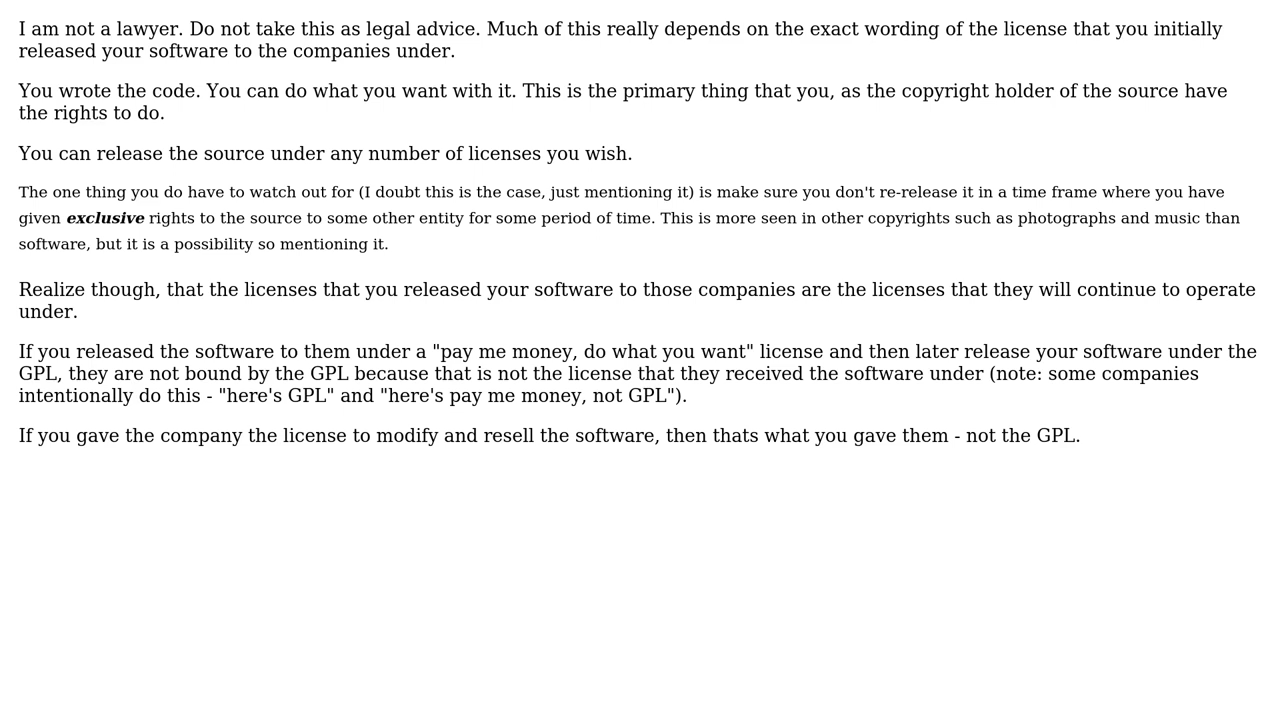 I am not a lawyer. Do not take this as legal advice. Much of this really depends on the exact wording of the license that you initially
released your software to the companies under.
You wrote the code. You can do what you want with it. This is the primary thing that you, as the copyright holder of the source have
the rights to do.
You can release the source under any number of licenses you wish.
The one thing you do have to watch out for (I doubt this is the case, just mentioning it) is make sure you don't re-release it in a time frame where you have
given exclusive rights to the source to some other entity for some period of time. This is more seen in other copyrights such as photographs and music than
software, but it is a possibility so mentioning it.
Realize though, that the licenses that you released your software to those companies are the licenses that they will continue to operate
under.
If you released the software to them under a "pay me money, do what you want" license and then later release your software under the
GPL, they are not bound by the GPL because that is not the license that they received the software under (note: some companies
intentionally do this - "here's GPL" and "here's pay me money, not GPL").
If you gave the company the license to modify and resell the software, then thats what you gave them - not the GPL.